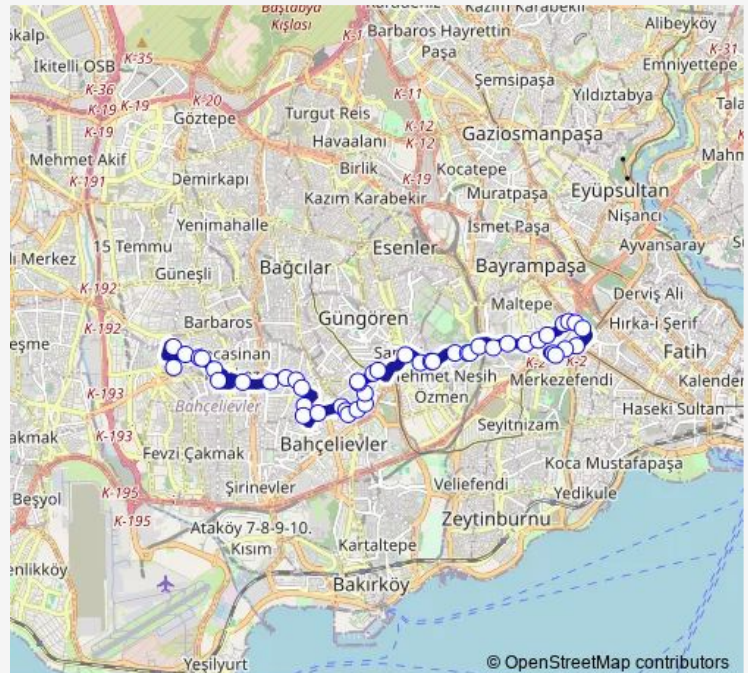 Baştabya
Kışlası
Kazım Karabekir
K-1
Barbaros Hayrettin
Paşa
Alibeyköy
K-35
K-31
İkitelli OSB
Emniyettepe
K-36
Şemsipaşa
K-11
Yıldıztabya
K-19
K-19
K-20
Turgut Reis
Göztepe
K-12
K-19
Gaziosmanpaşa
Havaalanı
K-12
Mehmet Akif
Birlik
Kocatepe
K-19
K-191
Demirkapı
Muratpaşa
Eyüpsultan
Kazım Karabekir
Nişancı
Yenimahalle
İsmet Paşa
15 Temmu
Esenler
Ayvansaray
Merkez
Güneşli
Bağcılar
Bayrampaşa
K-192
Derviş Ali
Maltepe
Güngören
Barbaros
K-192
Hırka-i Şerif
Fatih
Mehmet Nesih
Özmen
K-2
K-2
Merkezefendi
Kalender
K-193
Bahçelievler
Haseki Sultan
K-193
Seyitnizam
Bahçelievler
Fevzi Çakmak
Koca Mustafapaşa
K-195
Şirinevler
Veliefendi
Yedikule
Beşyol
K-195
Ataköy 7-8-9-10.
Kısım
Zeytinburnu
Kartaltepe
Bakırköy
Yeşilyurt
© OpenStreetMap contributors